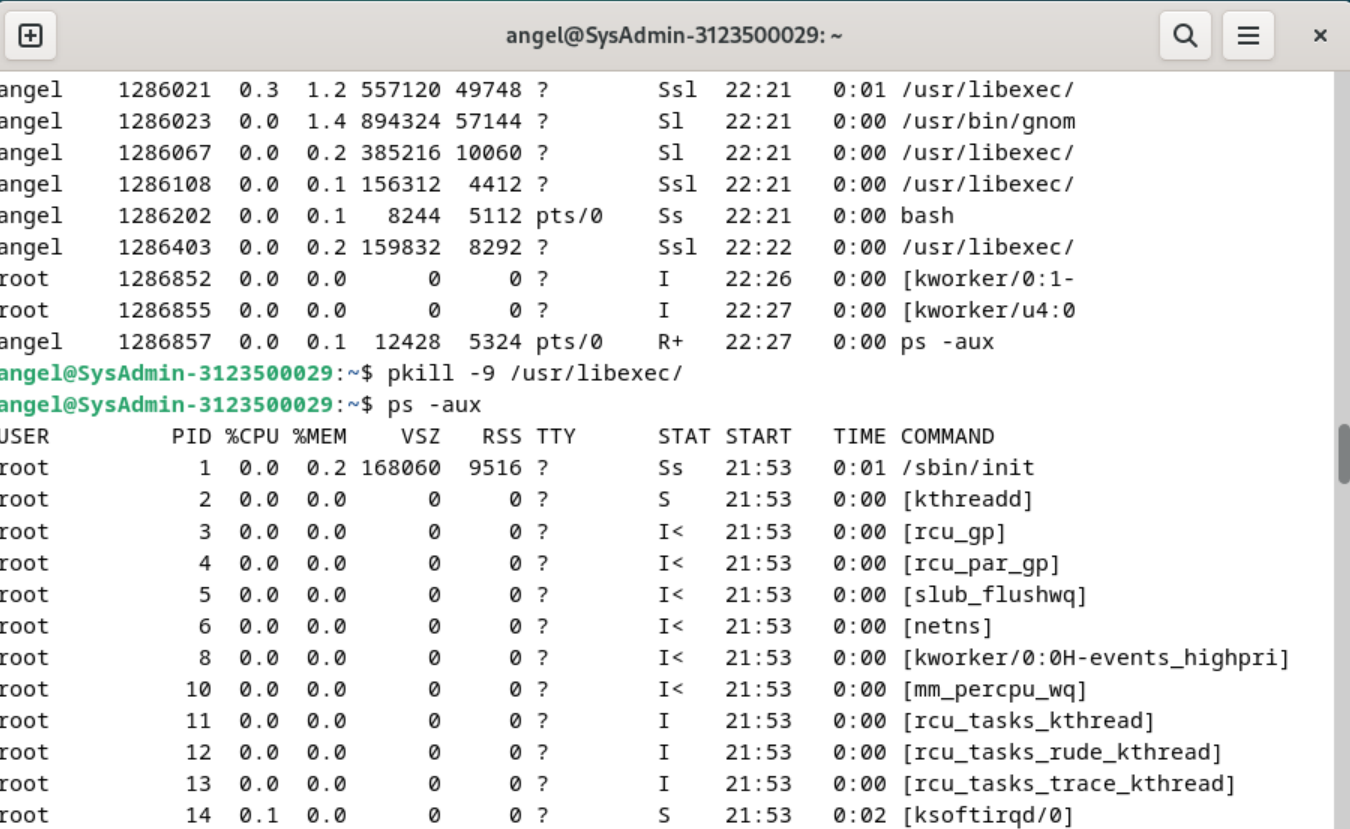 angel@SysAdmin-3123500029: ~
angel 1286021 0.3 1.2 557120 49748 ? Ssl 22:21 0:01 /usr/libexec/
angel 1286023 0.0 1.4 894324 57144 ? Sl 22:21 0:00 /usr/bin/gnom
angel 1286067 0.0 0.2 385216 10060 ? Sl 22:21 0:00 /usr/libexec/
angel 1286108 0.0 0.1 156312 4412 ? Ssl 22:21 0:00 /usr/libexec/
angel 1286202 0.0 0.1 8244 5112 pts/0 Ss 22:21 0:00 bash
angel 1286403 0.0 0.2 159832 8292 ? Ssl 22:22 0:00 /usr/libexec/
root 1286852 0.0 0.0 0 0 ? I 22:26 0:00 [kworker/0:1-
root 1286855 0.0 0.0 0 0 ? I 22:27 0:00 [kworker/u4:0
angel 1286857 0.0 0.1 12428 5324 pts/0 R+ 22:27 0:00 ps -aux
angel@SysAdmin-3123500029:~$ pkill -9 /usr/libexec/
angel@SysAdmin-3123500029:~$ ps -aux
USER PID %CPU %MEM VSZ RSS TTY STAT START TIME COMMAND
root 1 0.0 0.2 168060 9516 ? Ss 21:53 0:01 /sbin/init
root 2 0.0 0.0 0 0 ? S 21:53 0:00 [kthreadd]
root 3 0.0 0.0 0 0 ? I< 21:53 0:00 [rcu_gp]
root 4 0.0 0.0 0 0 ? I< 21:53 0:00 [rcu_par_gp]
root 5 0.0 0.0 0 0 ? I< 21:53 0:00 [slub_flushwq]
root 6 0.0 0.0 0 0 ? I< 21:53 0:00 [netns]
root 8 0.0 0.0 0 0 ? I< 21:53 0:00 [kworker/0:0H-events_highpri]
root 10 0.0 0.0 0 0 ? I< 21:53 0:00 [mm_percpu_wq]
root 11 0.0 0.0 0 0 ? I 21:53 0:00 [rcu_tasks_kthread]
root 12 0.0 0.0 0 0 ? I 21:53 0:00 [rcu_tasks_rude_kthread]
root 13 0.0 0.0 0 0 ? I 21:53 0:00 [rcu_tasks_trace_kthread]
root 14 0.1 0.0 0 0 ? S 21:53 0:02 [ksoftirqd/0]